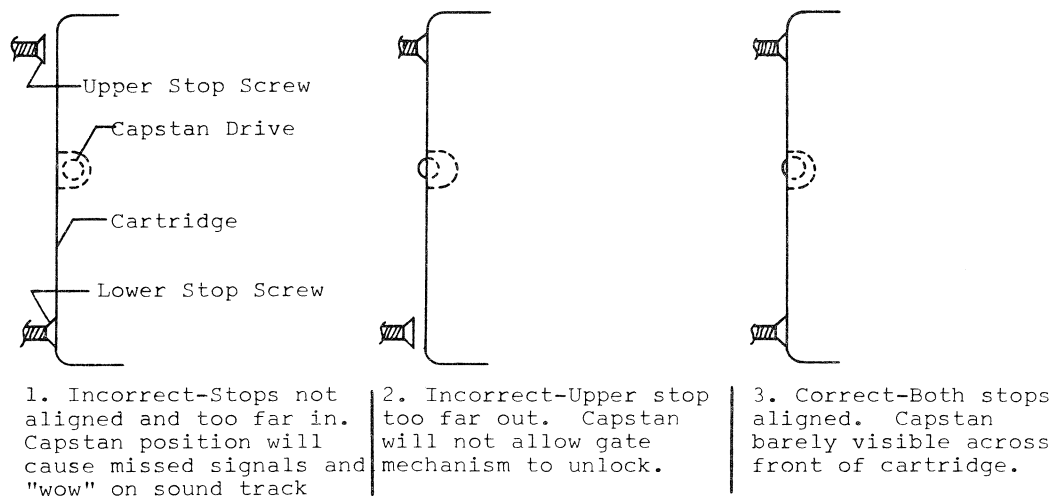 Upper Stop Screw
Capstan Drive
Cartridge
Lower Stop Screw
1. Incorrect-Stops not
aligned and too far in.
Capstan position will
cause missed signals and
"wow" on sound track
2. Incorrect-Upper stop
too far out. Capstan
will not allow gate
mechanism to unlock.
3. Correct-Both stops
aligned. Capstan
barely visible across
front of cartridge.